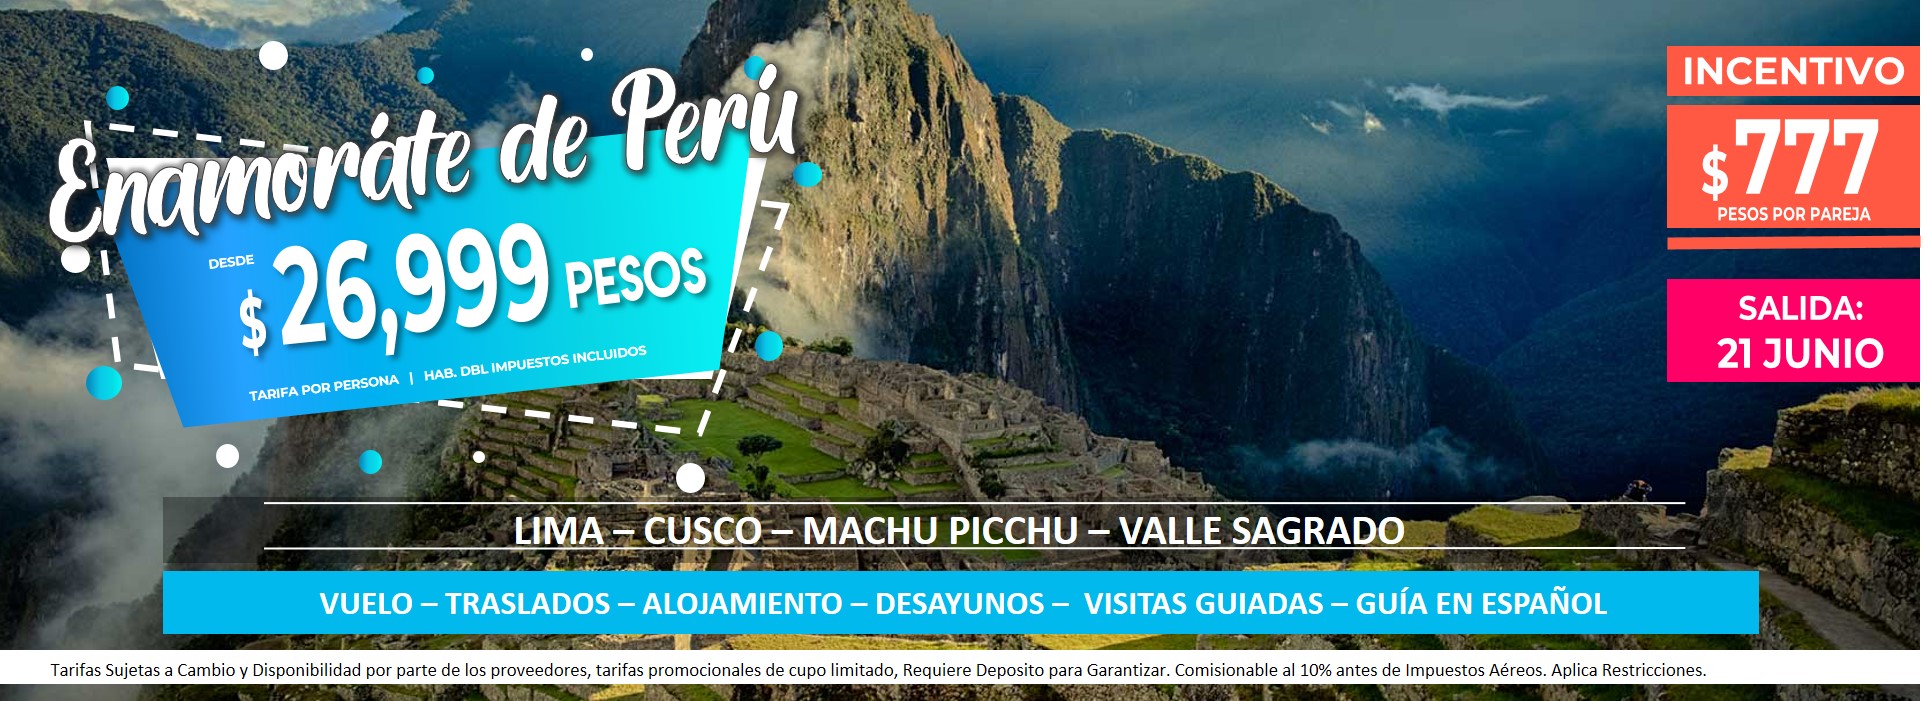 Enamoráte de Perú
DESDE
$ 26,999 PESOS
TARIFA POR PERSONA | HAB. DBL IMPUESTOS INCLUIDOS
INCENTIVO
$777
PESOS POR PAREJA
SALIDA:
21 JUNIO
LIMA – CUSCO – MACHU PICCHU – VALLE SAGRADO
VUELO – TRASLADOS – ALOJAMIENTO – DESAYUNOS – VISITAS GUIADAS – GUÍA EN ESPAÑOL
Tarifas Sujetas a Cambio y Disponibilidad por parte de los proveedores, tarifas promocionales de cupo limitado, Requiere Deposito para Garantizar. Comisionable al 10% antes de Impuestos Aéreos. Aplica Restricciones.